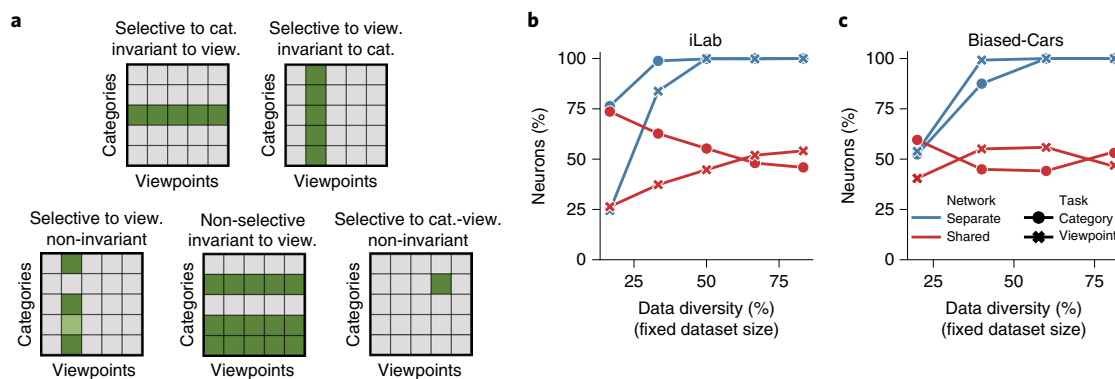 a
Selective to cat.
invariant to view.
Categories
Viewpoints
Selective to view.
invariant to cat.
Categories
Viewpoints
Selective to view.
non-invariant
Categories
Viewpoints
Non-selective
invariant to view.
Categories
Viewpoints
Selective to cat.-view.
non-invariant
Categories
Viewpoints
b
iLab
Neurons (%)
100
75
50
25
25
50
75
Data diversity (%)
(fixed dataset size)
c
Biased-Cars
Neurons (%)
100
75
50
25
Network
Separate
Shared
Task
Category
Viewpoint
25
50
75
Data diversity (%)
(fixed dataset size)